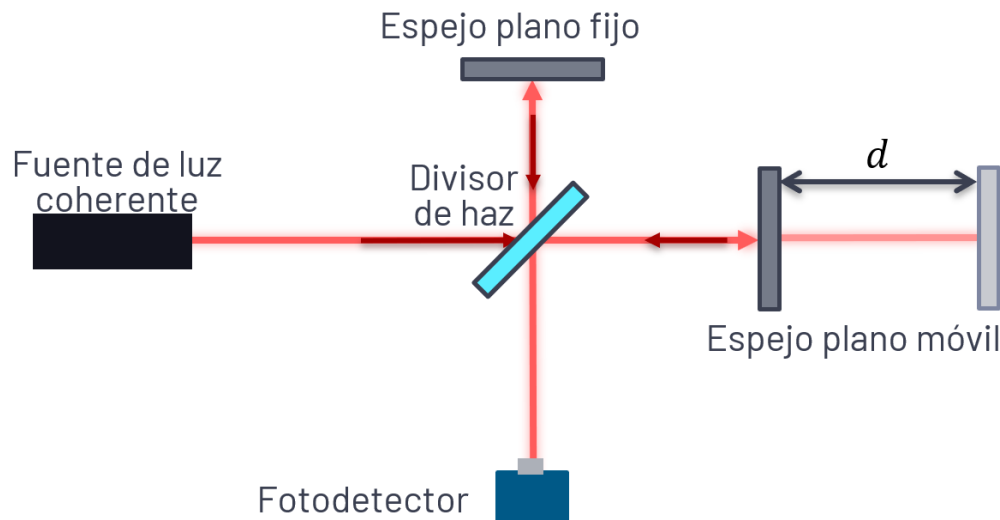 Espejo plano fijo
Fuente de luz
coherente
Divisor
de haz
d
Espejo plano móvil
Fotodetector